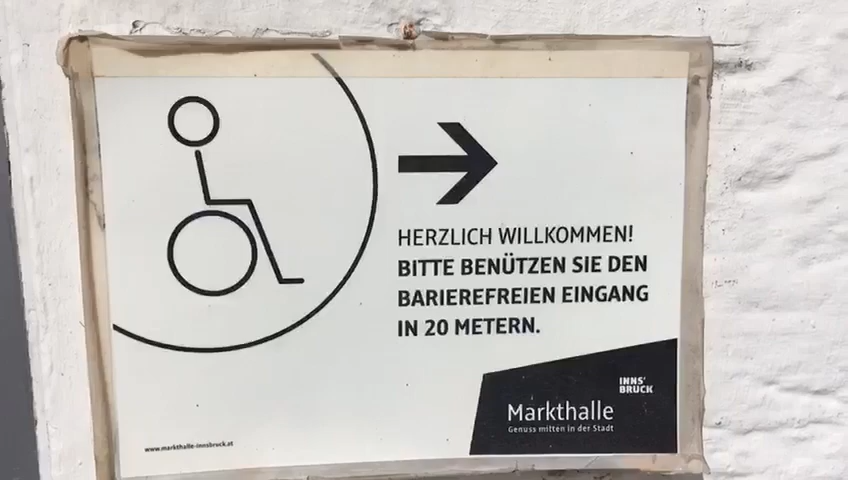 HERZLICH WILLKOMMEN!
BITTE BENÜTZEN SIE DEN
BARIEREFREIEN EINGANG
IN 20 METERN.
INNS'
BRUCK
Markthalle
Genuss mitten in der Stadt
www.markthalle-innsbruck.at